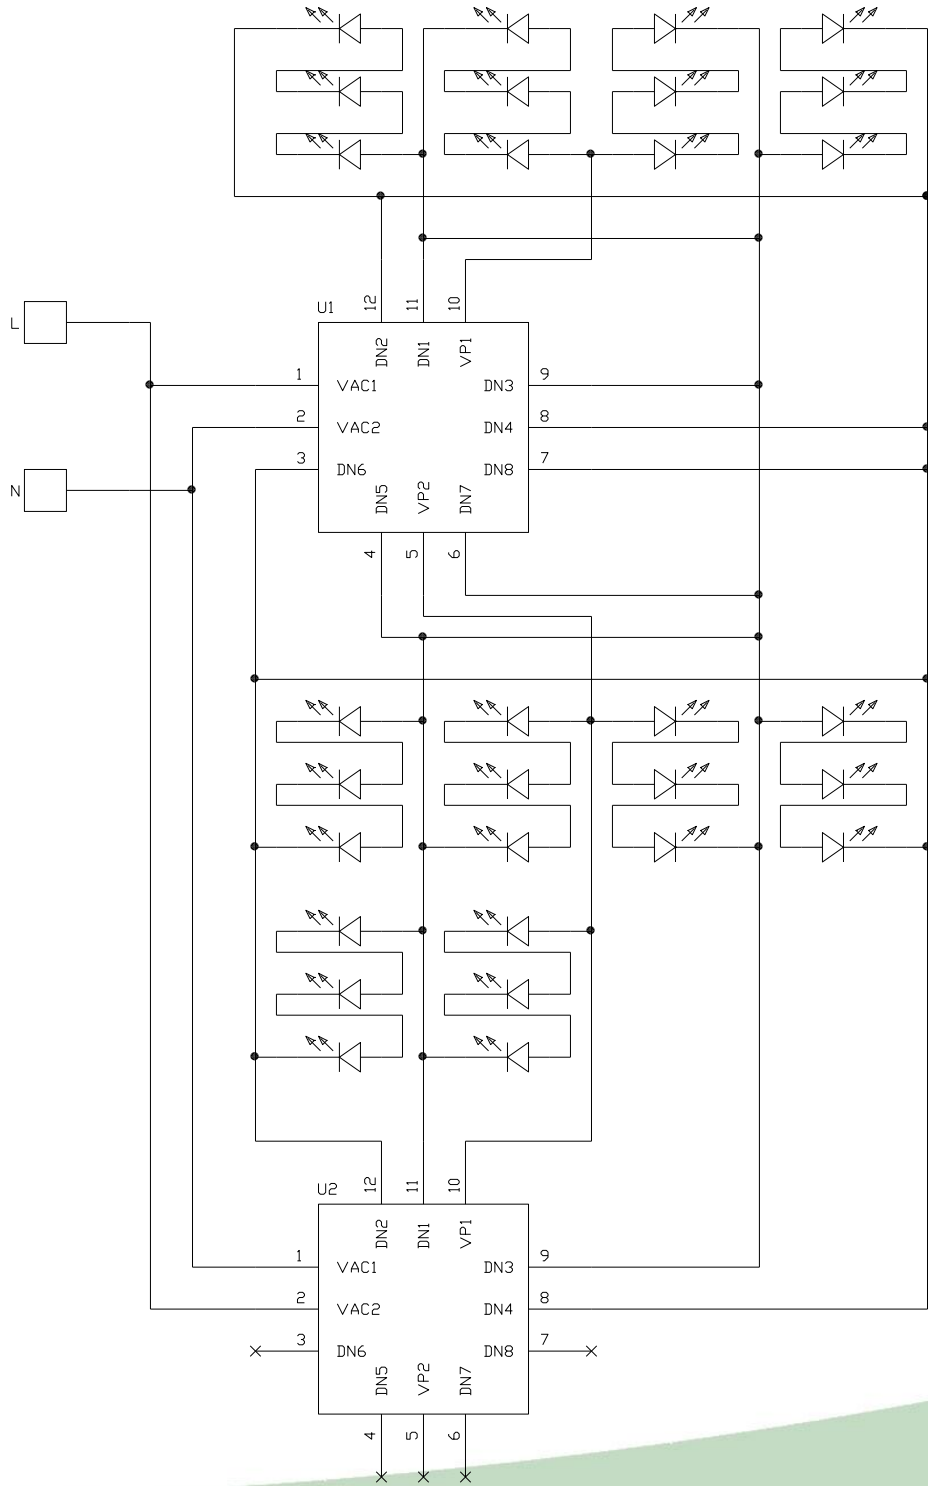 12 11 10
U1
DN2 DN1 VP1
L
1 VAC1 DN3 9
2 VAC2 DN4 8
3 DN6 DN8 7
N
DN5 VP2 DN7
4 5 6
12 11 10
U2
DN2 DN1 VP1
1 VAC1 DN3 9
2 VAC2 DN4 8
3 DN6 DN8 7
DN5 VP2 DN7
4 5 6